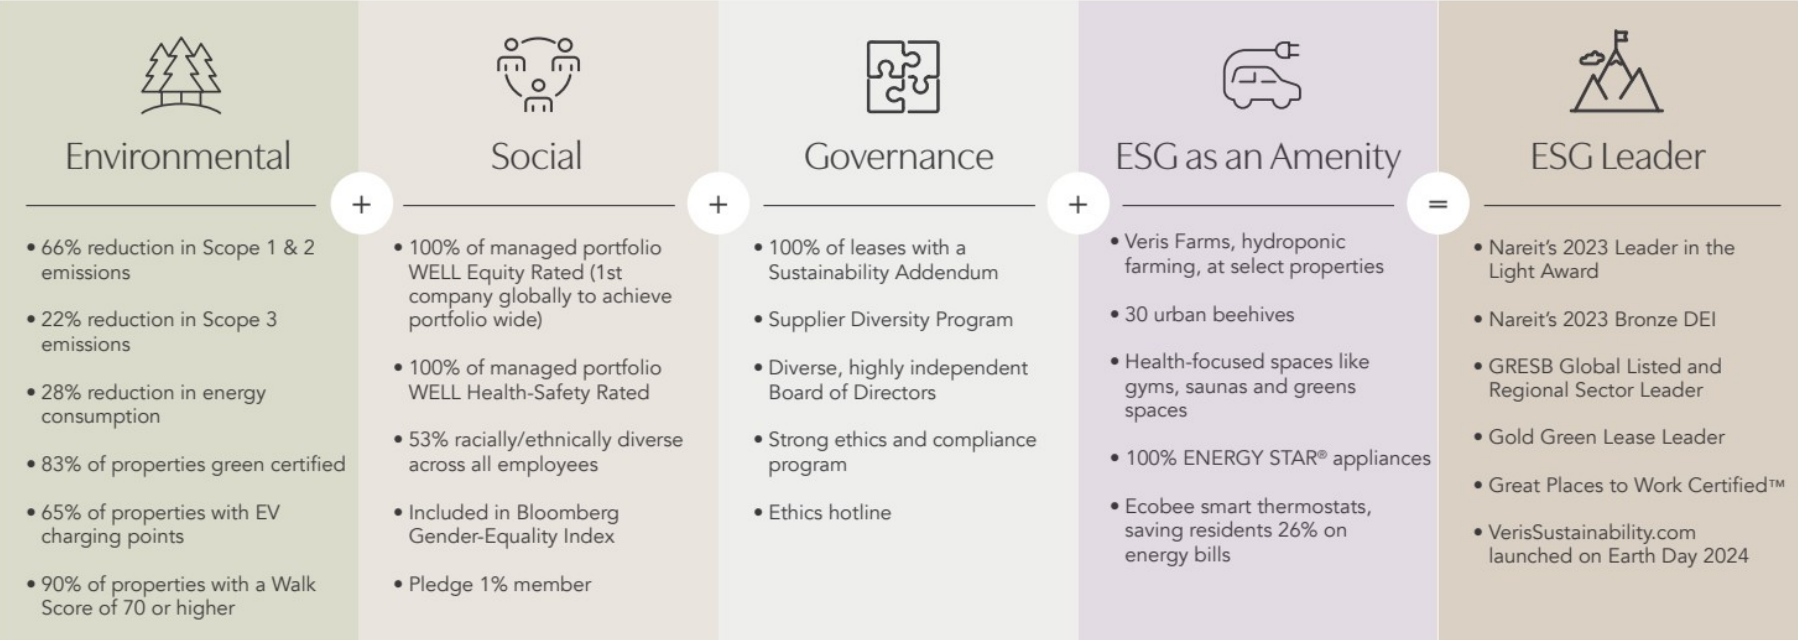 Environmental
• 66% reduction in Scope 1 & 2
emissions
• 22% reduction in Scope 3
emissions
• 28% reduction in energy
consumption
• 83% of properties green certified
• 65% of properties with EV
charging points
• 90% of properties with a Walk
Score of 70 or higher
+
Social
• 100% of managed portfolio
WELL Equity Rated (1st
company globally to achieve
portfolio wide)
• 100% of managed portfolio
WELL Health-Safety Rated
• 53% racially/ethnically diverse
across all employees
• Included in Bloomberg
Gender-Equality Index
• Pledge 1% member
+
Governance
• 100% of leases with a
Sustainability Addendum
• Supplier Diversity Program
• Diverse, highly independent
Board of Directors
• Strong ethics and compliance
program
• Ethics hotline
+
ESG as an Amenity
• Veris Farms, hydroponic
farming, at select properties
• 30 urban beehives
• Health-focused spaces like
gyms, saunas and greens
spaces
• 100% ENERGY STAR® appliances
• Ecobee smart thermostats,
saving residents 26% on
energy bills
=
ESG Leader
• Nareit’s 2023 Leader in the
Light Award
• Nareit’s 2023 Bronze DEI
• GRESB Global Listed and
Regional Sector Leader
• Gold Green Lease Leader
• Great Places to Work Certified™
• VerisSustainability.com
launched on Earth Day 2024